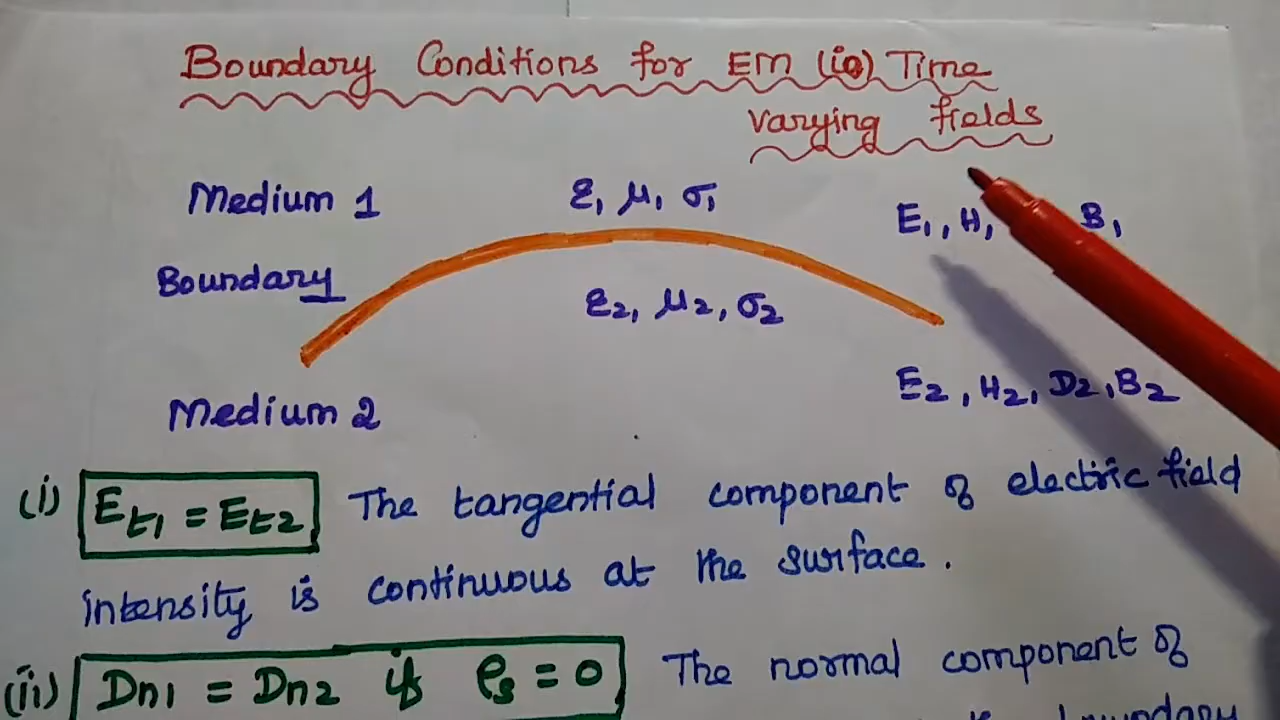 Boundary Conditions for EM (ie) Time
Varying fields
Medium 1 ε1 μ1 σ1
E1, H1 B1
Boundary
ε2, μ2, σ2
Medium 2 E2, H2, D2, B2
(i) Et1 = Et2 The tangential component of electric field
intensity is continuous at the surface.
(ii) Dn1 = Dn2 if ρs = 0 The normal component of
boundary